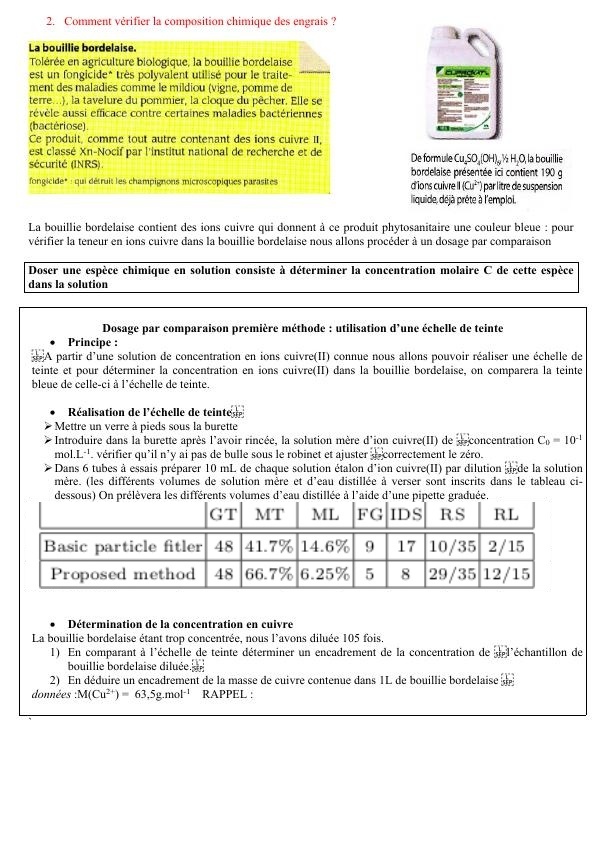 2. Comment vérifier la composition chimique des engrais ?
La bouillie bordelaise.
Tolérée en agriculture biologique, la bouillie bordelaise
est un fongicide* très polyvalent utilisé pour le traite-
ment des maladies comme le mildiou (vigne, pomme de
terre...), la tavelure du pommier, la cloque du pêcher. Elle se
révèle aussi efficace contre certaines maladies bactériennes
(bactériose).
Ce produit, comme tout autre contenant des ions cuivre II,
est classé Xn-Nocif par l'institut national de recherche et de
sécurité (INRS).
fongicide* : qui détruit les champignons microscopiques parasites
De formule Cu4SO4(OH)6, ½ H2O, la bouillie
bordelaise présentée ici contient 190 g
d'ions cuivre II (Cu2+) par litre de suspension
liquide, déjà prête à l'emploi.
La bouillie bordelaise contient des ions cuivre qui donnent à ce produit phytosanitaire une couleur bleue : pour
vérifier la teneur en ions cuivre dans la bouillie bordelaise nous allons procéder à un dosage par comparaison
Doser une espèce chimique en solution consiste à déterminer la concentration molaire C de cette espèce
dans la solution
Dosage par comparaison première méthode : utilisation d'une échelle de teinte
• Principe :
A partir d'une solution de concentration en ions cuivre(II) connue nous allons pouvoir réaliser une échelle de
teinte et pour déterminer la concentration en ions cuivre(II) dans la bouillie bordelaise, on comparera la teinte
bleue de celle-ci à l'échelle de teinte.
• Réalisation de l'échelle de teinte
➤ Mettre un verre à pieds sous la burette
➤ Introduire dans la burette après l'avoir rincée, la solution mère d'ion cuivre(II) de concentration C0 = 10-1
mol.L-1. vérifier qu'il n'y ai pas de bulle sous le robinet et ajuster correctement le zéro.
➤ Dans 6 tubes à essais préparer 10 mL de chaque solution étalon d'ion cuivre(II) par dilution de la solution
mère. (les différents volumes de solution mère et d'eau distillée à verser sont inscrits dans le tableau ci-
dessous) On prélèvera les différents volumes d'eau distillée à l'aide d'une pipette graduée.
GT MT ML FG IDS RS RL
Basic particle fitler 48 41.7% 14.6% 9 17 10/35 2/15
Proposed method 48 66.7% 6.25% 5 8 29/35 12/15
• Détermination de la concentration en cuivre
La bouillie bordelaise étant trop concentrée, nous l'avons diluée 105 fois.
1) En comparant à l'échelle de teinte déterminer un encadrement de la concentration de l'échantillon de
bouillie bordelaise diluée.
2) En déduire un encadrement de la masse de cuivre contenue dans 1L de bouillie bordelaise
données :M(Cu2+) = 63,5g.mol-1 RAPPEL :